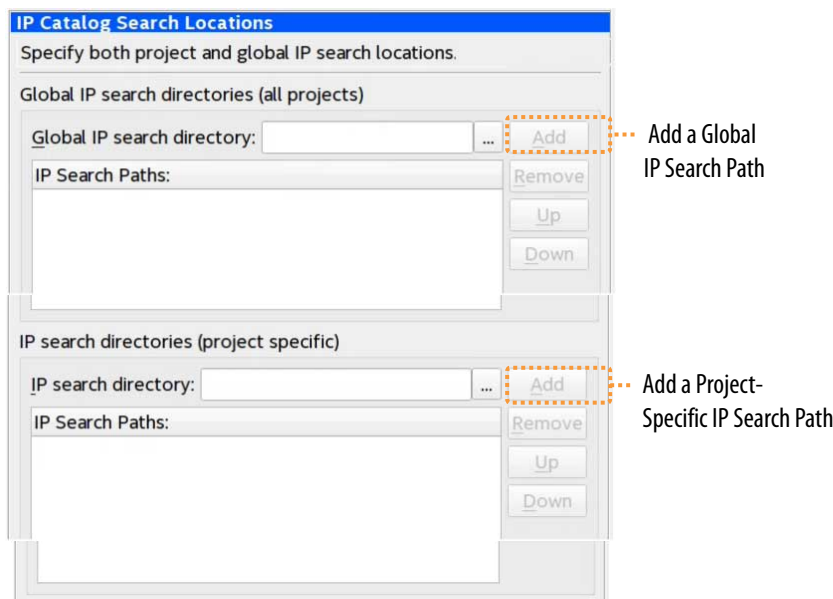 IP Catalog Search Locations
Specify both project and global IP search locations.
Global IP search directories (all projects)
Global IP search directory: ... Add
Add a Global
IP Search Path
IP Search Paths:
Remove
Up
Down
IP search directories (project specific)
IP search directory: ... Add
Add a Project-
Specific IP Search Path
IP Search Paths:
Remove
Up
Down